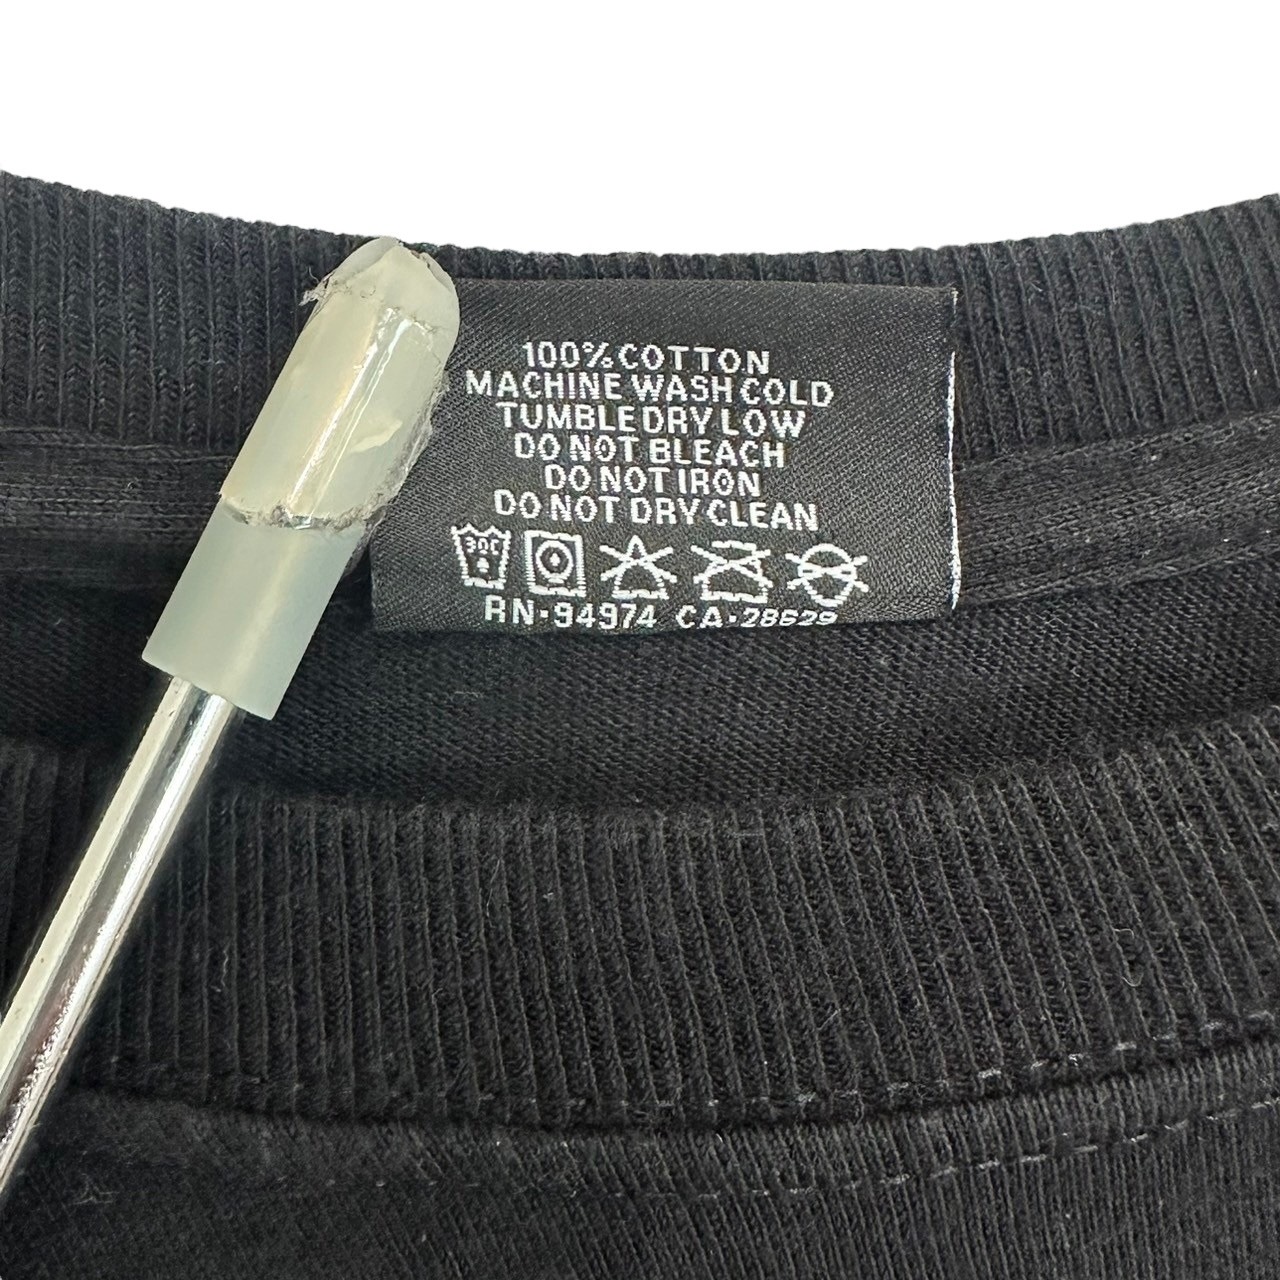 100% COTTON
MACHINE WASH COLD
TUMBLE DRY LOW
DO NOT BLEACH
DO NOT IRON
DO NOT DRY CLEAN
30C
RN·94974 CA·28629